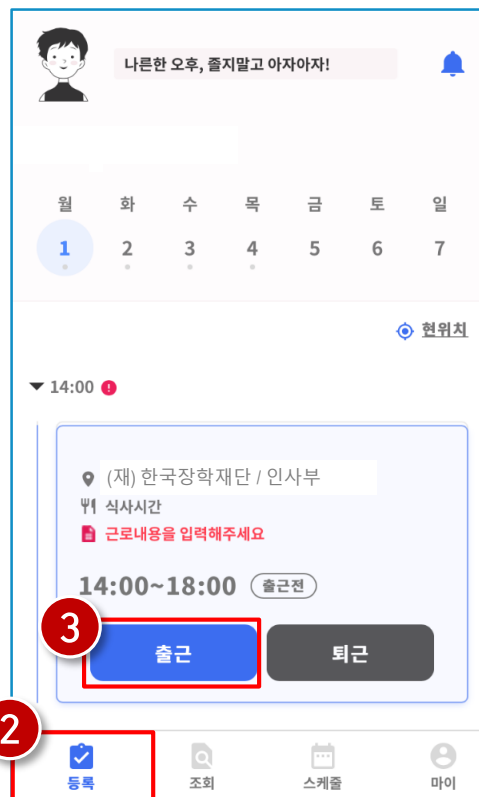 나른한 오후, 졸지말고 아자아자!
월 화 수 목 금 토 일
1 2 3 4 5 6 7
현위치
14:00 !
(재) 한국장학재단 / 인사부
식사시간
근로내용을 입력해주세요
14:00~18:00 출근전
3
출근 퇴근
2
등록 조회 스케줄 마이